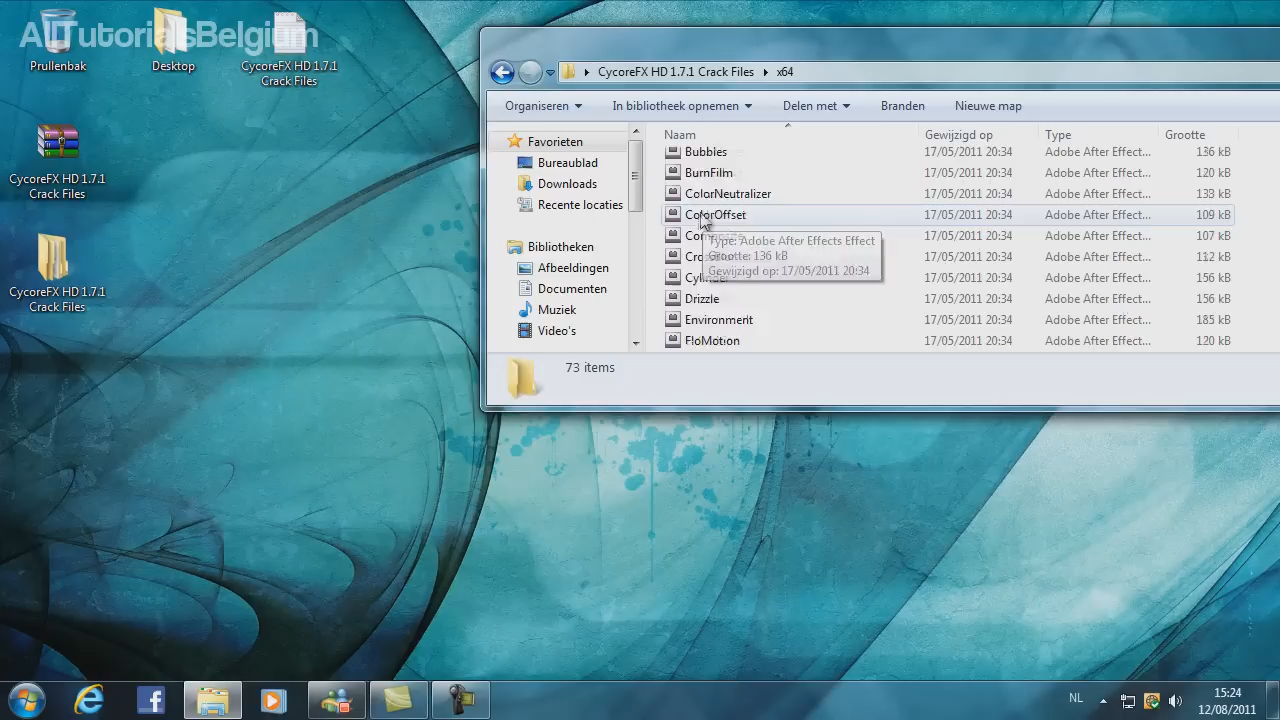 AllTutorialsBelgium
Prullenbak
Desktop
CycoreFX HD 1.7.1
Crack Files
CycoreFX HD 1.7.1
Crack Files
CycoreFX HD 1.7.1
Crack Files
CycoreFX HD 1.7.1 Crack Files x64
Organiseren In bibliotheek opnemen Delen met Branden Nieuwe map
Favorieten
Bureaublad
Downloads
Recente locaties
Bibliotheken
Afbeeldingen
Documenten
Muziek
Video's
Naam Gewijzigd op Type Grootte
Bubbles 17/05/2011 20:34 Adobe After Effect... 136 kB
BurnFilm 17/05/2011 20:34 Adobe After Effect... 120 kB
ColorNeutralizer 17/05/2011 20:34 Adobe After Effect... 133 kB
ColorOffset 17/05/2011 20:34 Adobe After Effect... 109 kB
17/05/2011 20:34 Adobe After Effect... 107 kB
17/05/2011 20:34 Adobe After Effect... 112 kB
Cylinder 17/05/2011 20:34 Adobe After Effect... 156 kB
Drizzle 17/05/2011 20:34 Adobe After Effect... 156 kB
Environment 17/05/2011 20:34 Adobe After Effect... 185 kB
FloMotion 17/05/2011 20:34 Adobe After Effect... 120 kB
Type: Adobe After Effects Effect
Grootte: 136 kB
Gewijzigd op: 17/05/2011 20:34
73 items
NL
15:24
12/08/2011